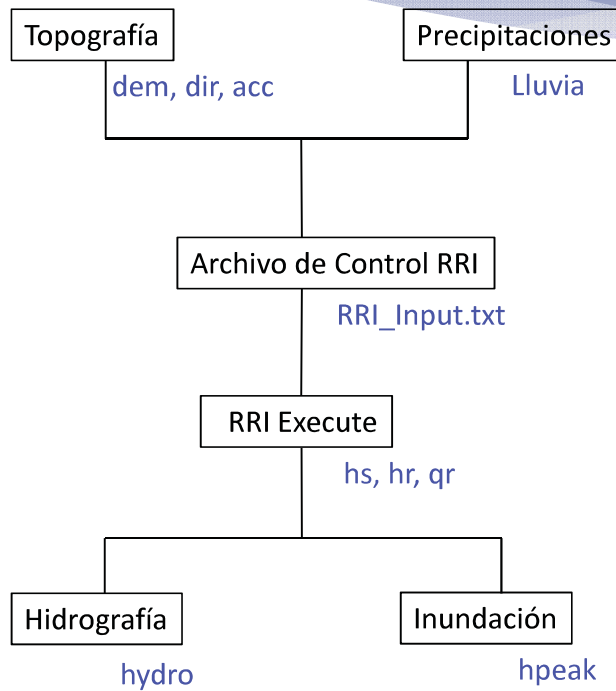 Topografía
Precipitaciones
dem, dir, acc
Lluvia
Archivo de Control RRI
RRI_Input.txt
RRI Execute
hs, hr, qr
Hidrografía
Inundación
hydro
hpeak